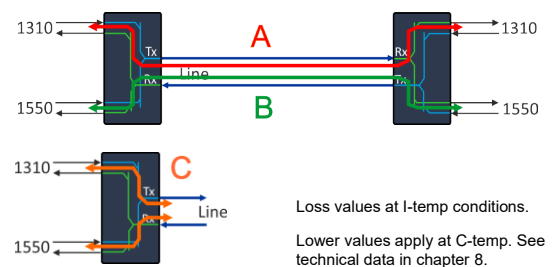 A
1310
1310
Tx
Rx
Line
Rx
Tx
1550
1550
B
C
1310
Tx
Line
Rx
1550
Loss values at I-temp conditions.
Lower values apply at C-temp. See
technical data in chapter 8.